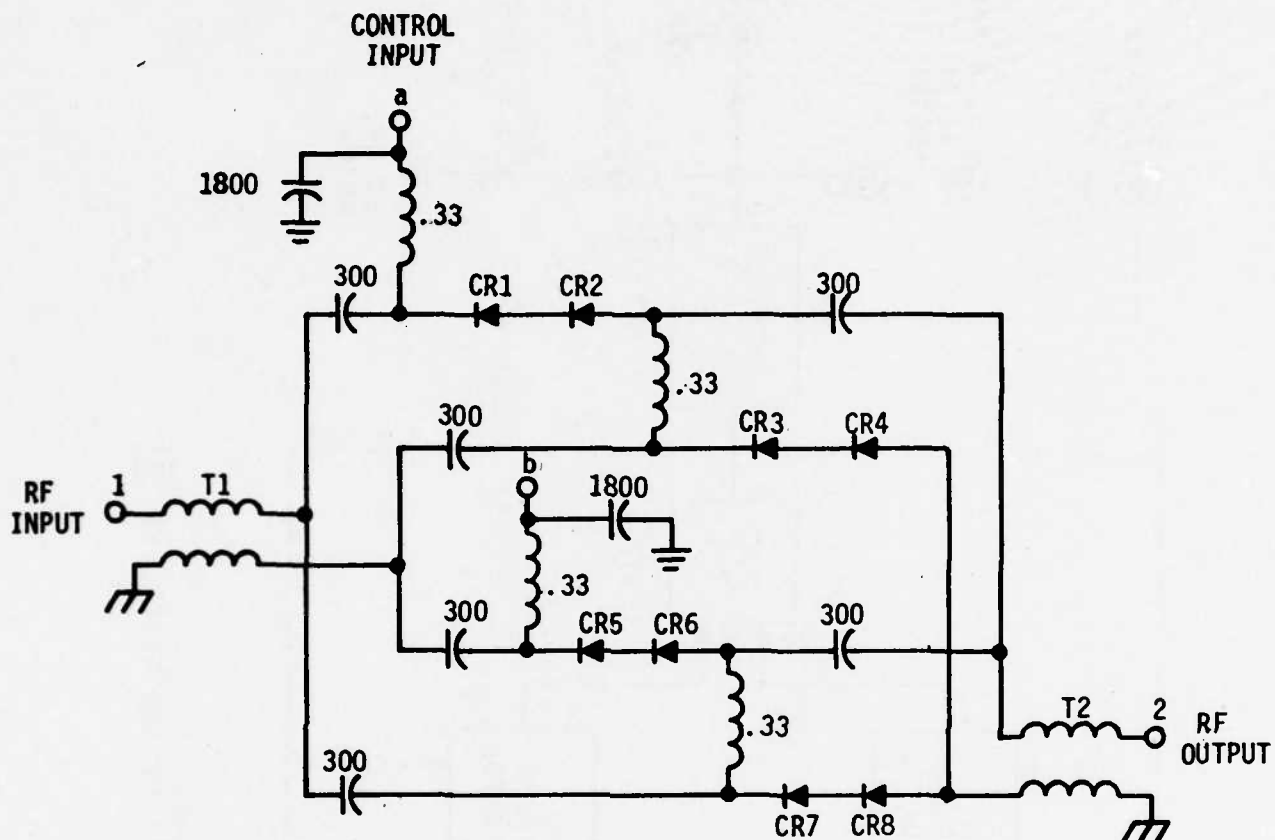 CONTROL
INPUT
a
1800
.33
300
CR1
CR2
300
.33
300
CR3
CR4
b
1800
1
T1
RF
INPUT
.33
300
CR5
CR6
300
.33
T2
2
RF
OUTPUT
300
CR7
CR8